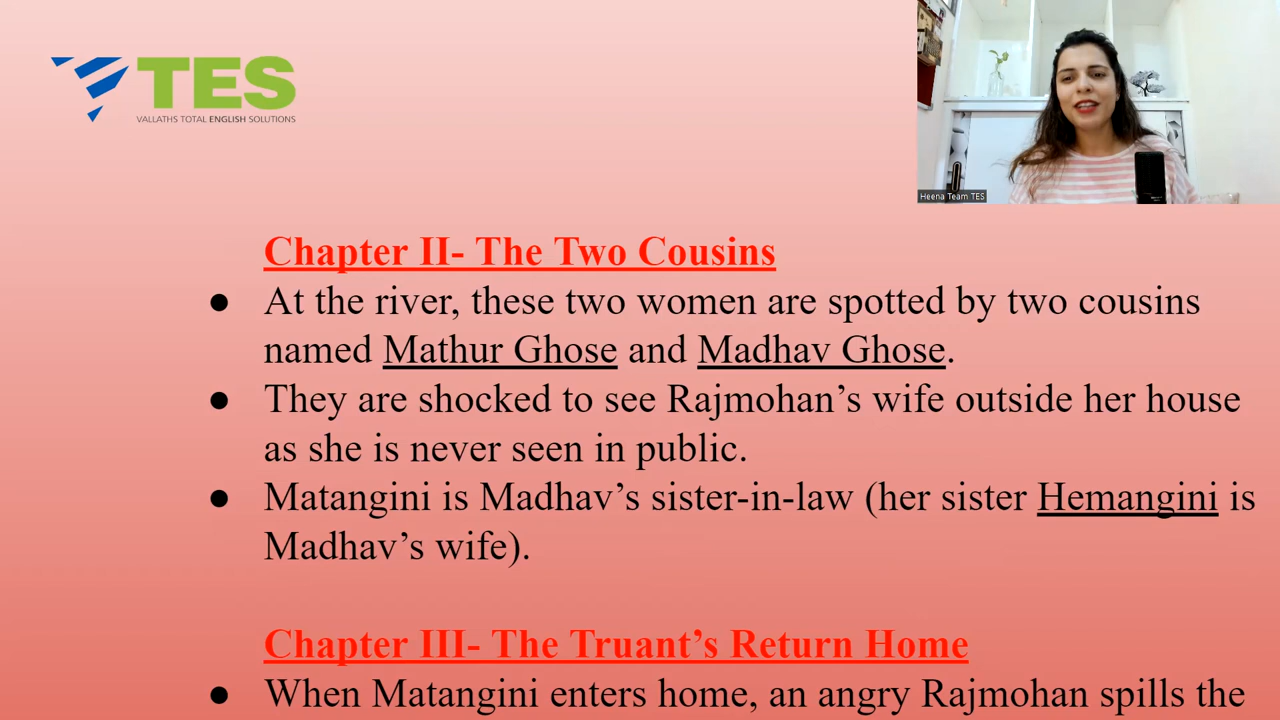 TES
VALLATHS TOTAL ENGLISH SOLUTIONS
Heena Team TES
Chapter II- The Two Cousins
● At the river, these two women are spotted by two cousins
named Mathur Ghose and Madhav Ghose.
● They are shocked to see Rajmohan’s wife outside her house
as she is never seen in public.
● Matangini is Madhav’s sister-in-law (her sister Hemangini is
Madhav’s wife).
Chapter III- The Truant’s Return Home
● When Matangini enters home, an angry Rajmohan spills the